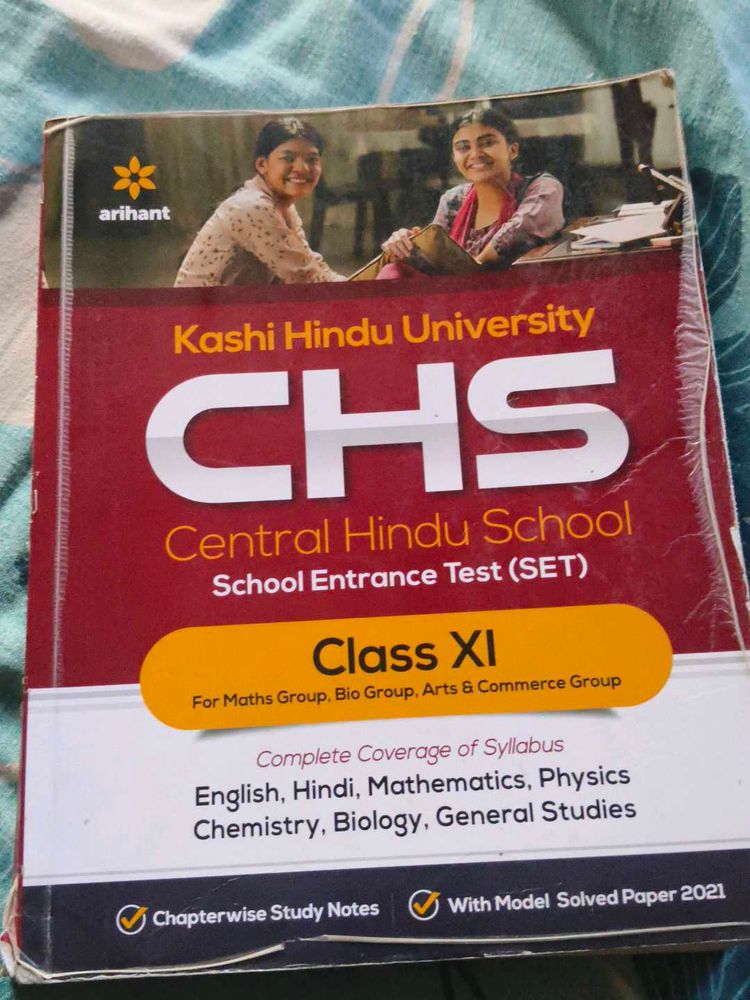 arihant
Kashi Hindu University
CHS
Central Hindu School
School Entrance Test (SET)
Class XI
For Maths Group, Bio Group, Arts & Commerce Group
Complete Coverage of Syllabus
English, Hindi, Mathematics, Physics
Chemistry, Biology, General Studies
Chapterwise Study Notes
With Model Solved Paper 2021